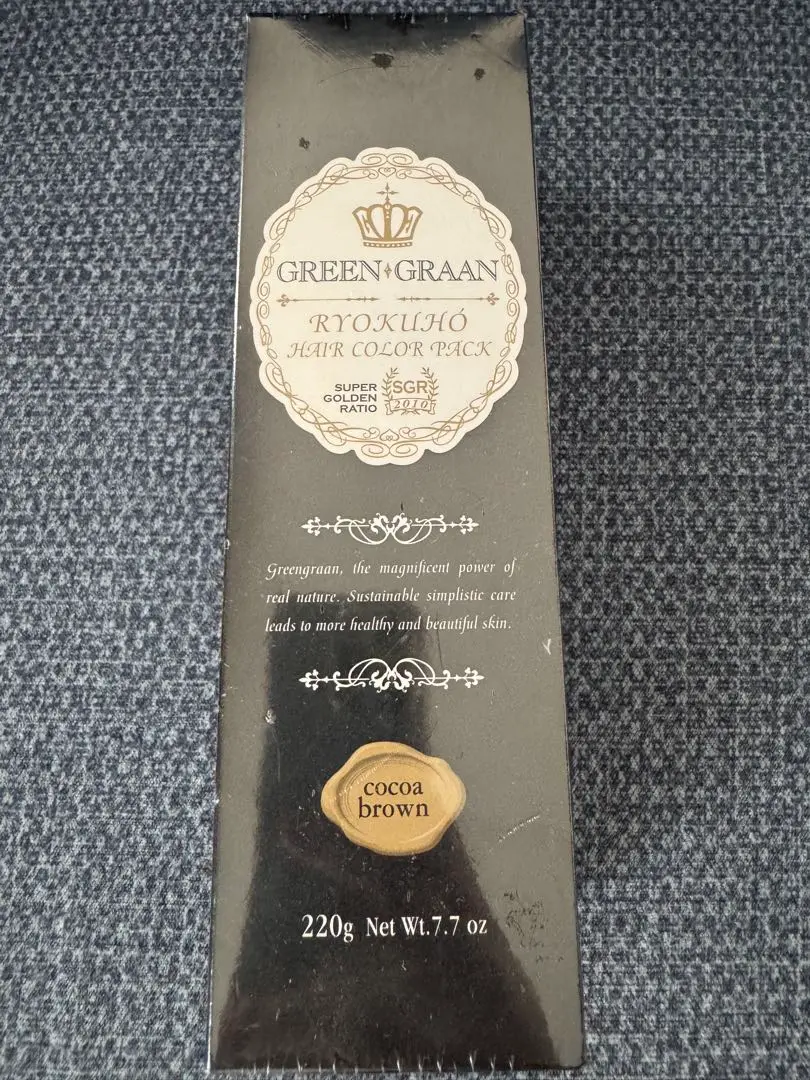 GREEN GRAAN
RYOKUHÓ
HAIR COLOR PACK
SUPER
GOLDEN
RATIO
SGR
2010
Greengraan, the magnificent power of
real nature. Sustainable simplistic care
leads to more healthy and beautiful skin.
cocoa
brown
220g Net Wt.7.7 oz